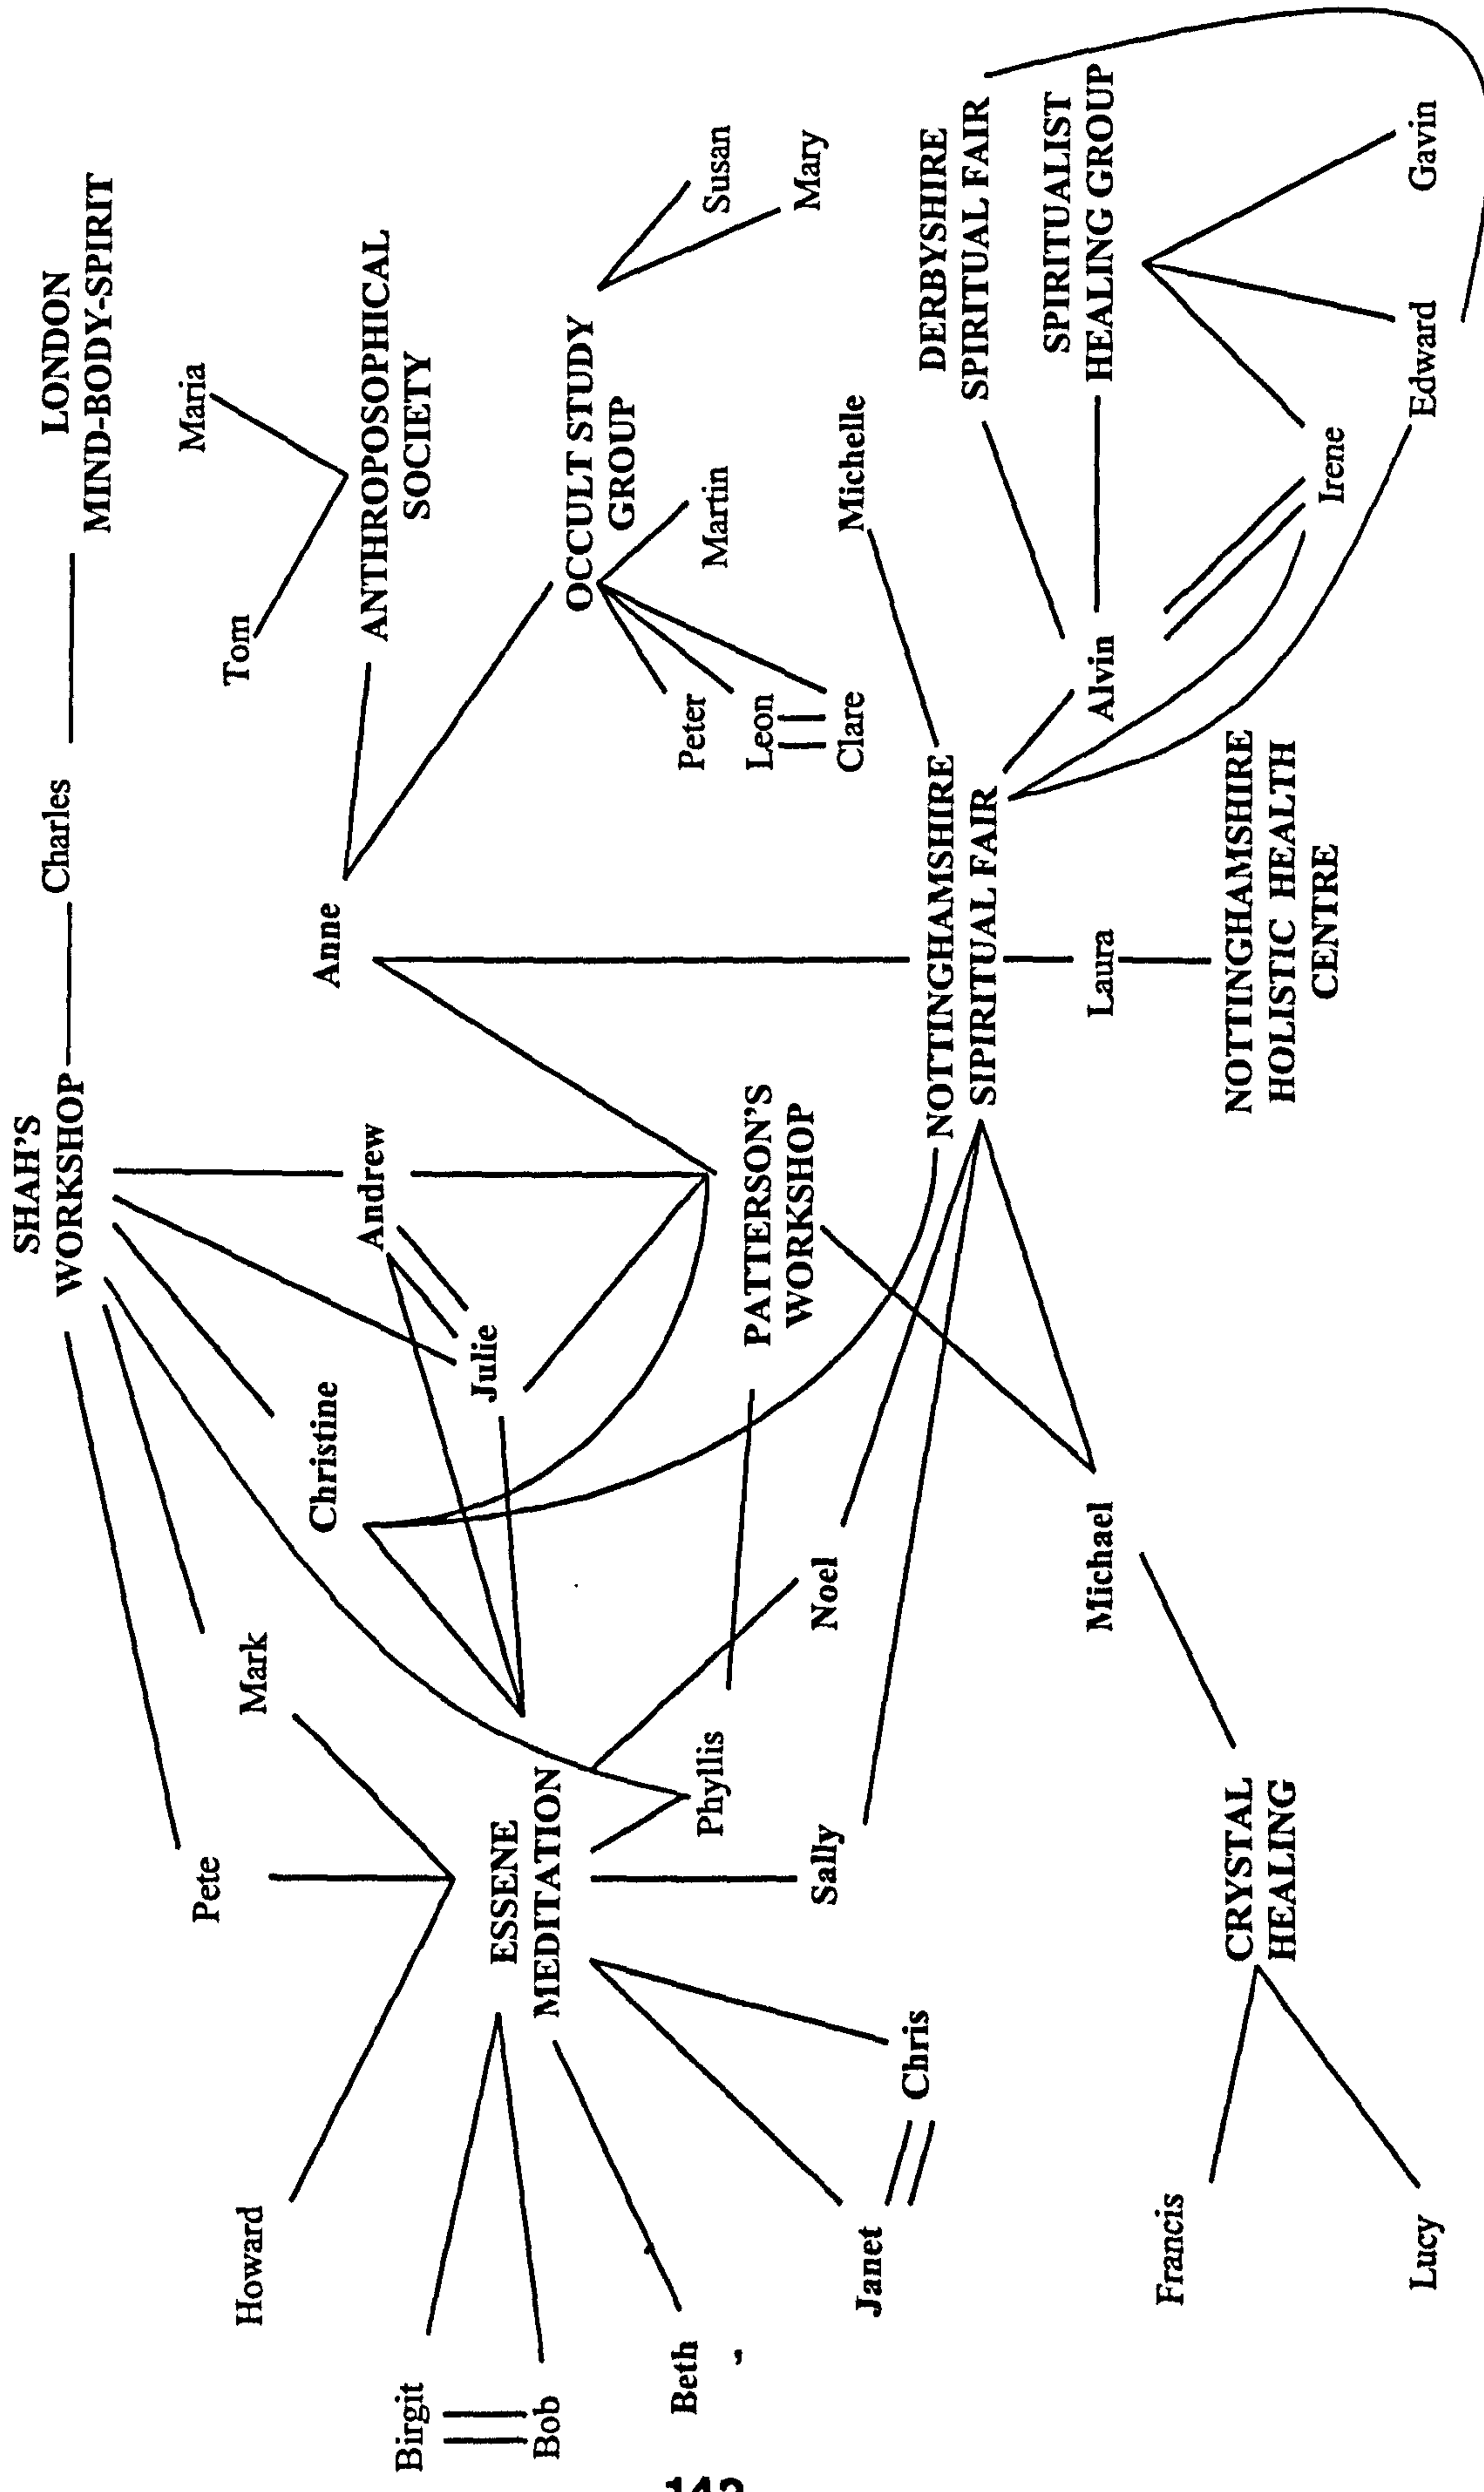 SHAH'S
WORKSHOP
Charles
LONDON
MIND-BODY-SPIRIT
Maria
Pete
Tom
Howard
Mark
Christine
Anne
Andrew
ANTHROPOSOPHICAL
SOCIETY
Birgit
Julie
ESSENE
MEDITATION
Bob
OCCULT STUDY
GROUP
Beth
Phyllis
Peter
Martin
Susan
PATTERSON'S
WORKSHOP
Leon
Sally
Noel
Mary
Clare
Michelle
Janet
Chris
NOTTINGHAMSHIRE
SIPIRITUAL FAIR
DERBYSHIRE
SPIRITUAL FAIR
SPIRITUALIST
HEALING GROUP
Michael
Laura
Alvin
Francis
CRYSTAL
HEALING
NOTTINGHAMSHIRE
HOLISTIC HEALTH
CENTRE
Irene
Lucy
Edward
Gavin